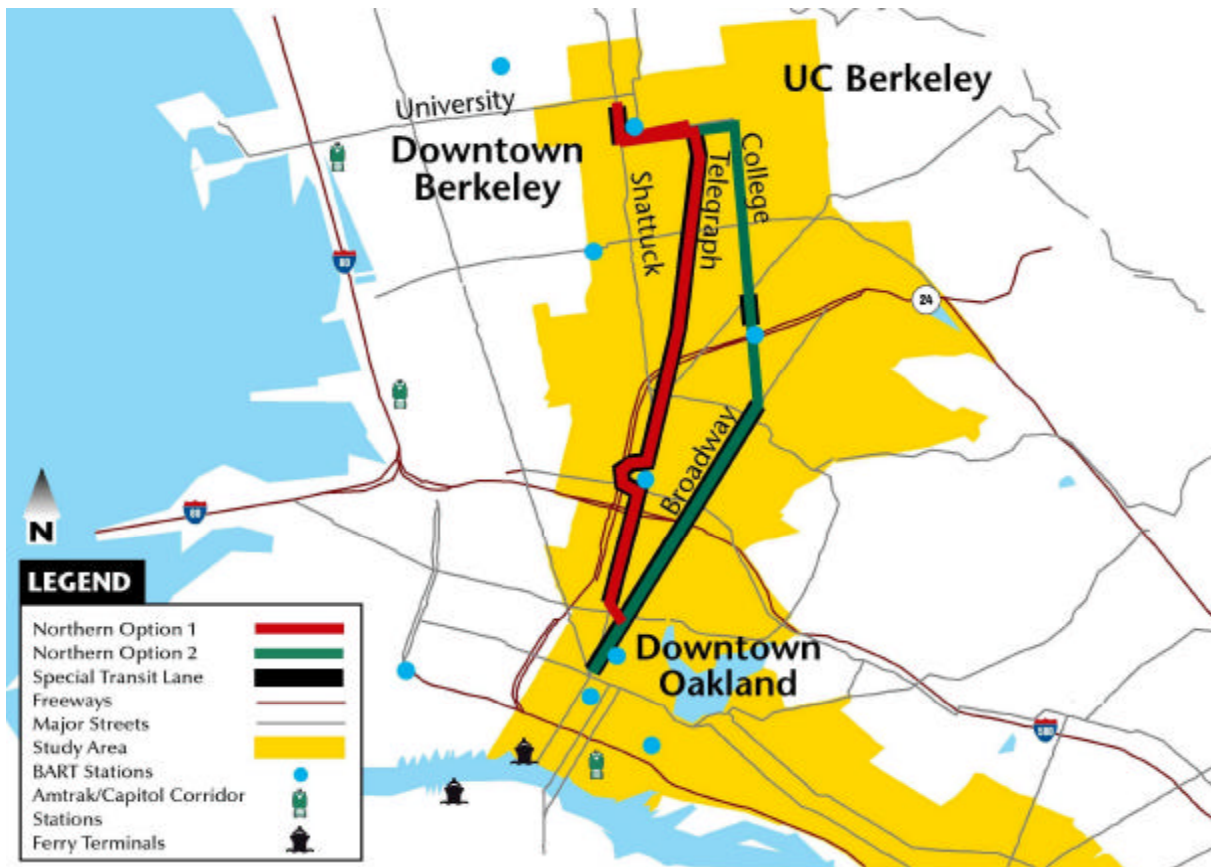 UC Berkeley
University
Downtown
Berkeley
Shattuck
Telegraph
College
24
80
Broadway
N
Downtown
Oakland
580
LEGEND
Northern Option 1
Northern Option 2
Special Transit Lane
Freeways
Major Streets
Study Area
BART Stations
Amtrak/Capitol Corridor
Stations
Ferry Terminals